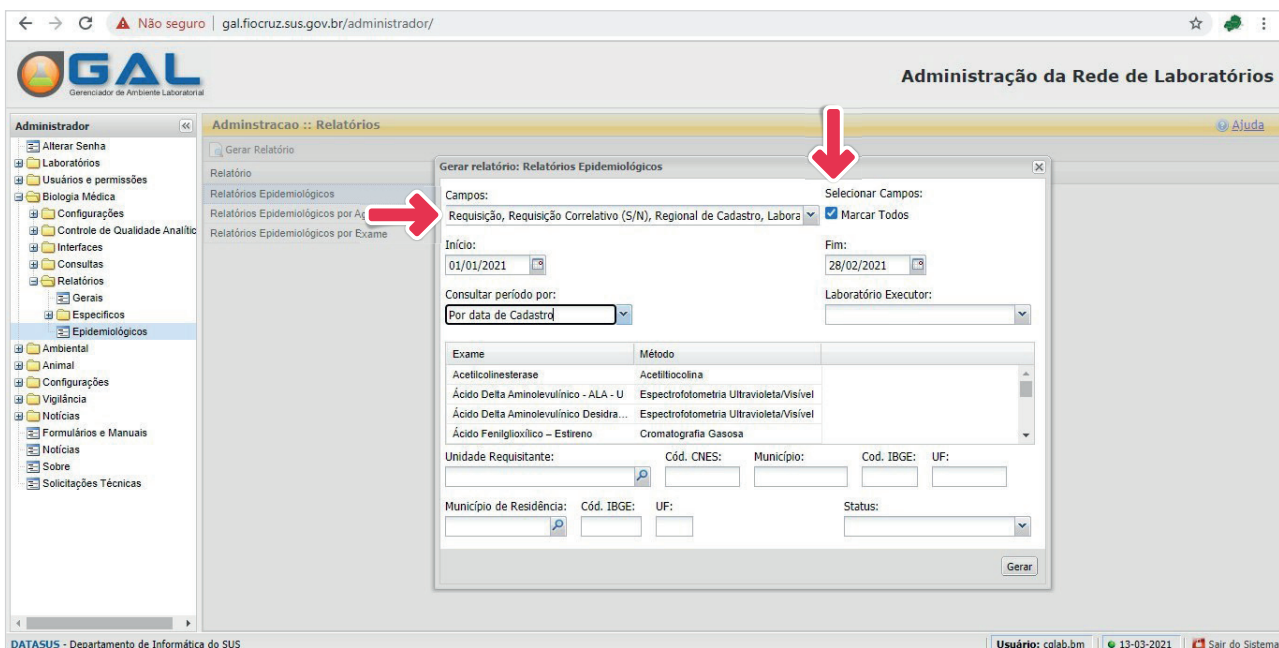 Não seguro | gal.fiocruz.sus.gov.br/administrador/
GAL
Gerenciador de Ambiente Laboratorial
Administração da Rede de Laboratórios
Administrador
Alterar Senha
Laboratórios
Usuários e permissões
Biologia Médica
Configurações
Controle de Qualidade Analític
Interfaces
Consultas
Relatórios
Gerais
Especificos
Epidemiológicos
Ambiental
Animal
Configurações
Vigilância
Notícias
Formulários e Manuais
Notícias
Sobre
Solicitações Técnicas
Adminstracao :: Relatórios
Ajuda
Gerar Relatório
Relatório
Relatórios Epidemiológicos
Relatórios Epidemiológicos por Ag
Relatórios Epidemiológicos por Exame
Gerar relatório: Relatórios Epidemiológicos
Campos:
Selecionar Campos:
Requisição, Requisição Correlativo (S/N), Regional de Cadastro, Labora
Marcar Todos
Início:
Fim:
01/01/2021
28/02/2021
Consultar período por:
Laboratório Executor:
Por data de Cadastro
Exame Método
Acetilcolinesterase Acetiltiocolina
Ácido Delta Aminolevulínico - ALA - U Espectrofotometria Ultravioleta/Visível
Ácido Delta Aminolevulínico Desidra... Espectrofotometria Ultravioleta/Visível
Ácido Fenilglioxílico – Estireno Cromatografia Gasosa
Unidade Requisitante: Cód. CNES: Município: Cod. IBGE: UF:
Município de Residência: Cód. IBGE: UF: Status:
Gerar
DATASUS - Departamento de Informática do SUS
Usuário: cglab.bm
13-03-2021
Sair do Sistema